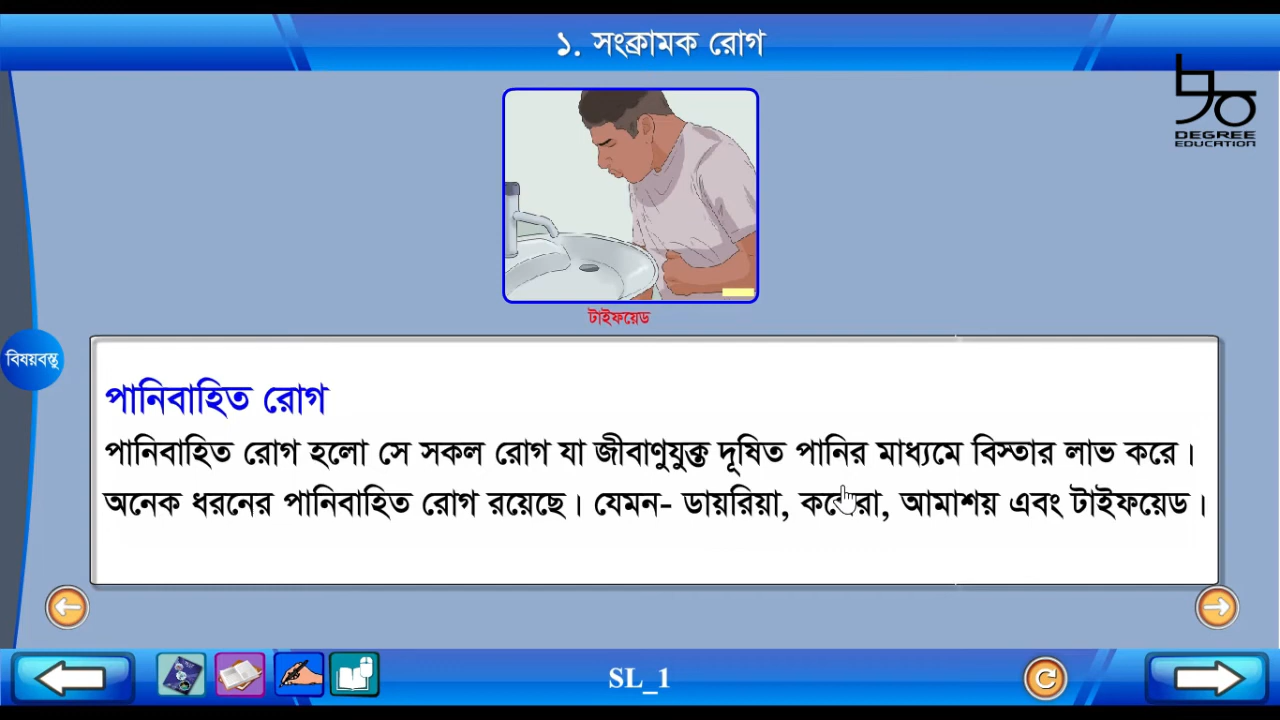 ১. সংক্রামক রোগ
DEGREE
EDUCATION
টাইফয়েড
বিষয়বস্তু
পানিবাহিত রোগ
পানিবাহিত রোগ হলো সে সকল রোগ যা জীবাণুযুক্ত দূষিত পানির মাধ্যমে বিস্তার লাভ করে।
অনেক ধরনের পানিবাহিত রোগ রয়েছে। যেমন- ডায়রিয়া, কলেরা, আমাশয় এবং টাইফয়েড।
SL_1